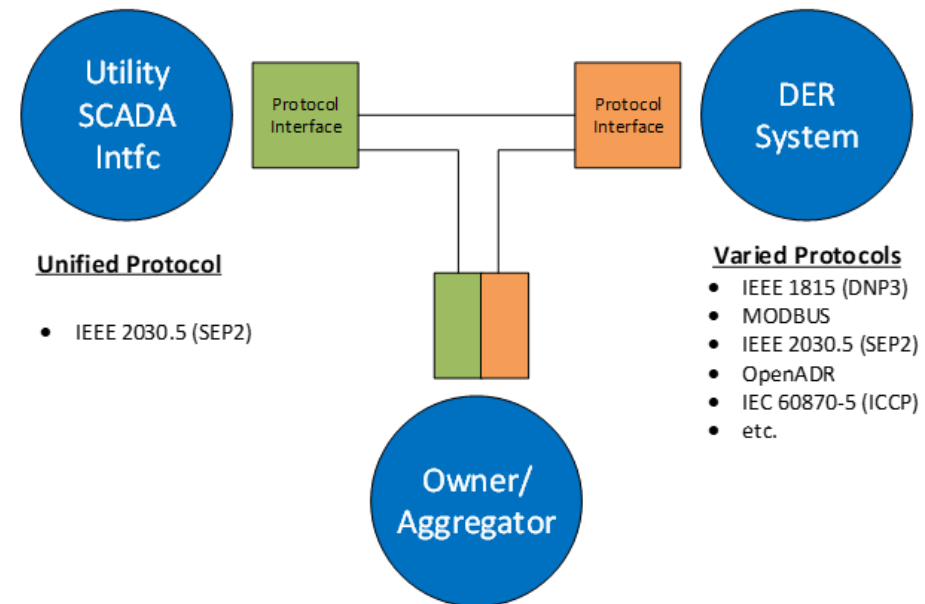 Utility
SCADA
Intfc
Protocol
Interface
Protocol
Interface
DER
System
Unified Protocol
• IEEE 2030.5 (SEP2)
Varied Protocols
• IEEE 1815 (DNP3)
• MODBUS
• IEEE 2030.5 (SEP2)
• OpenADR
• IEC 60870-5 (ICCP)
• etc.
Owner/
Aggregator